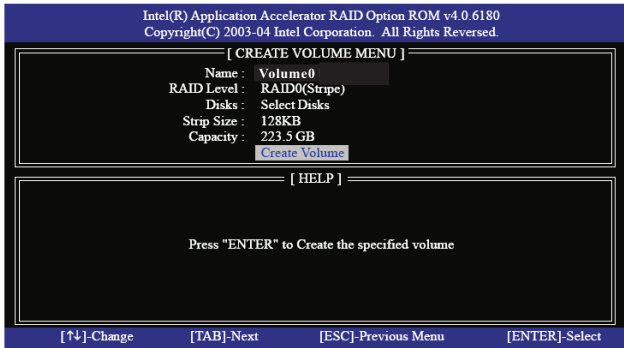 Intel(R) Application Accelerator RAID Option ROM v4.0.6180
Copyright(C) 2003-04 Intel Corporation. All Rights Reversed.
[ CREATE VOLUME MENU ]
Name : Volume0
RAID Level : RAID0(Stripe)
Disks : Select Disks
Strip Size : 128KB
Capacity : 223.5 GB
Create Volume
[ HELP ]
Press "ENTER" to Create the specified volume
[↑↓]-Change [TAB]-Next [ESC]-Previous Menu [ENTER]-Select